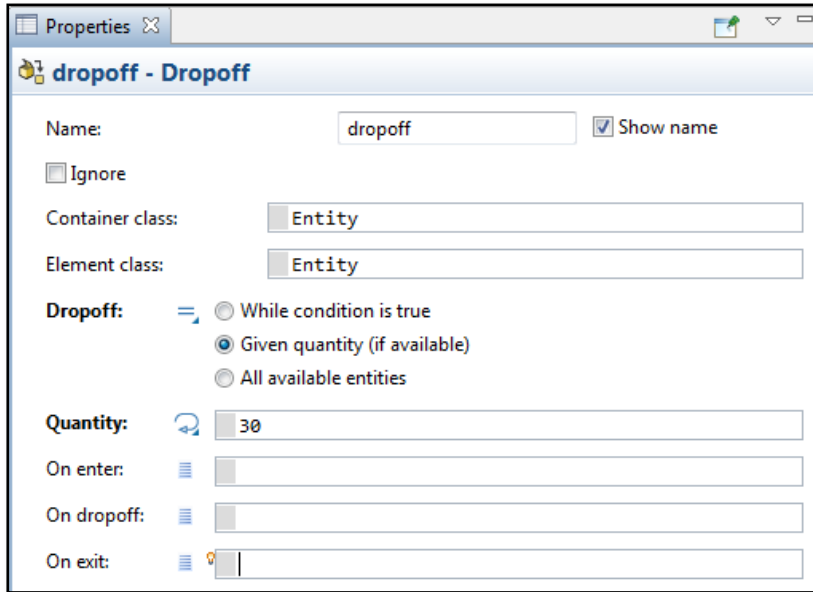 Properties
dropoff - Dropoff
Name: dropoff Show name
Ignore
Container class: Entity
Element class: Entity
Dropoff: While condition is true
Given quantity (if available)
All available entities
Quantity: 30
On enter:
On dropoff:
On exit: